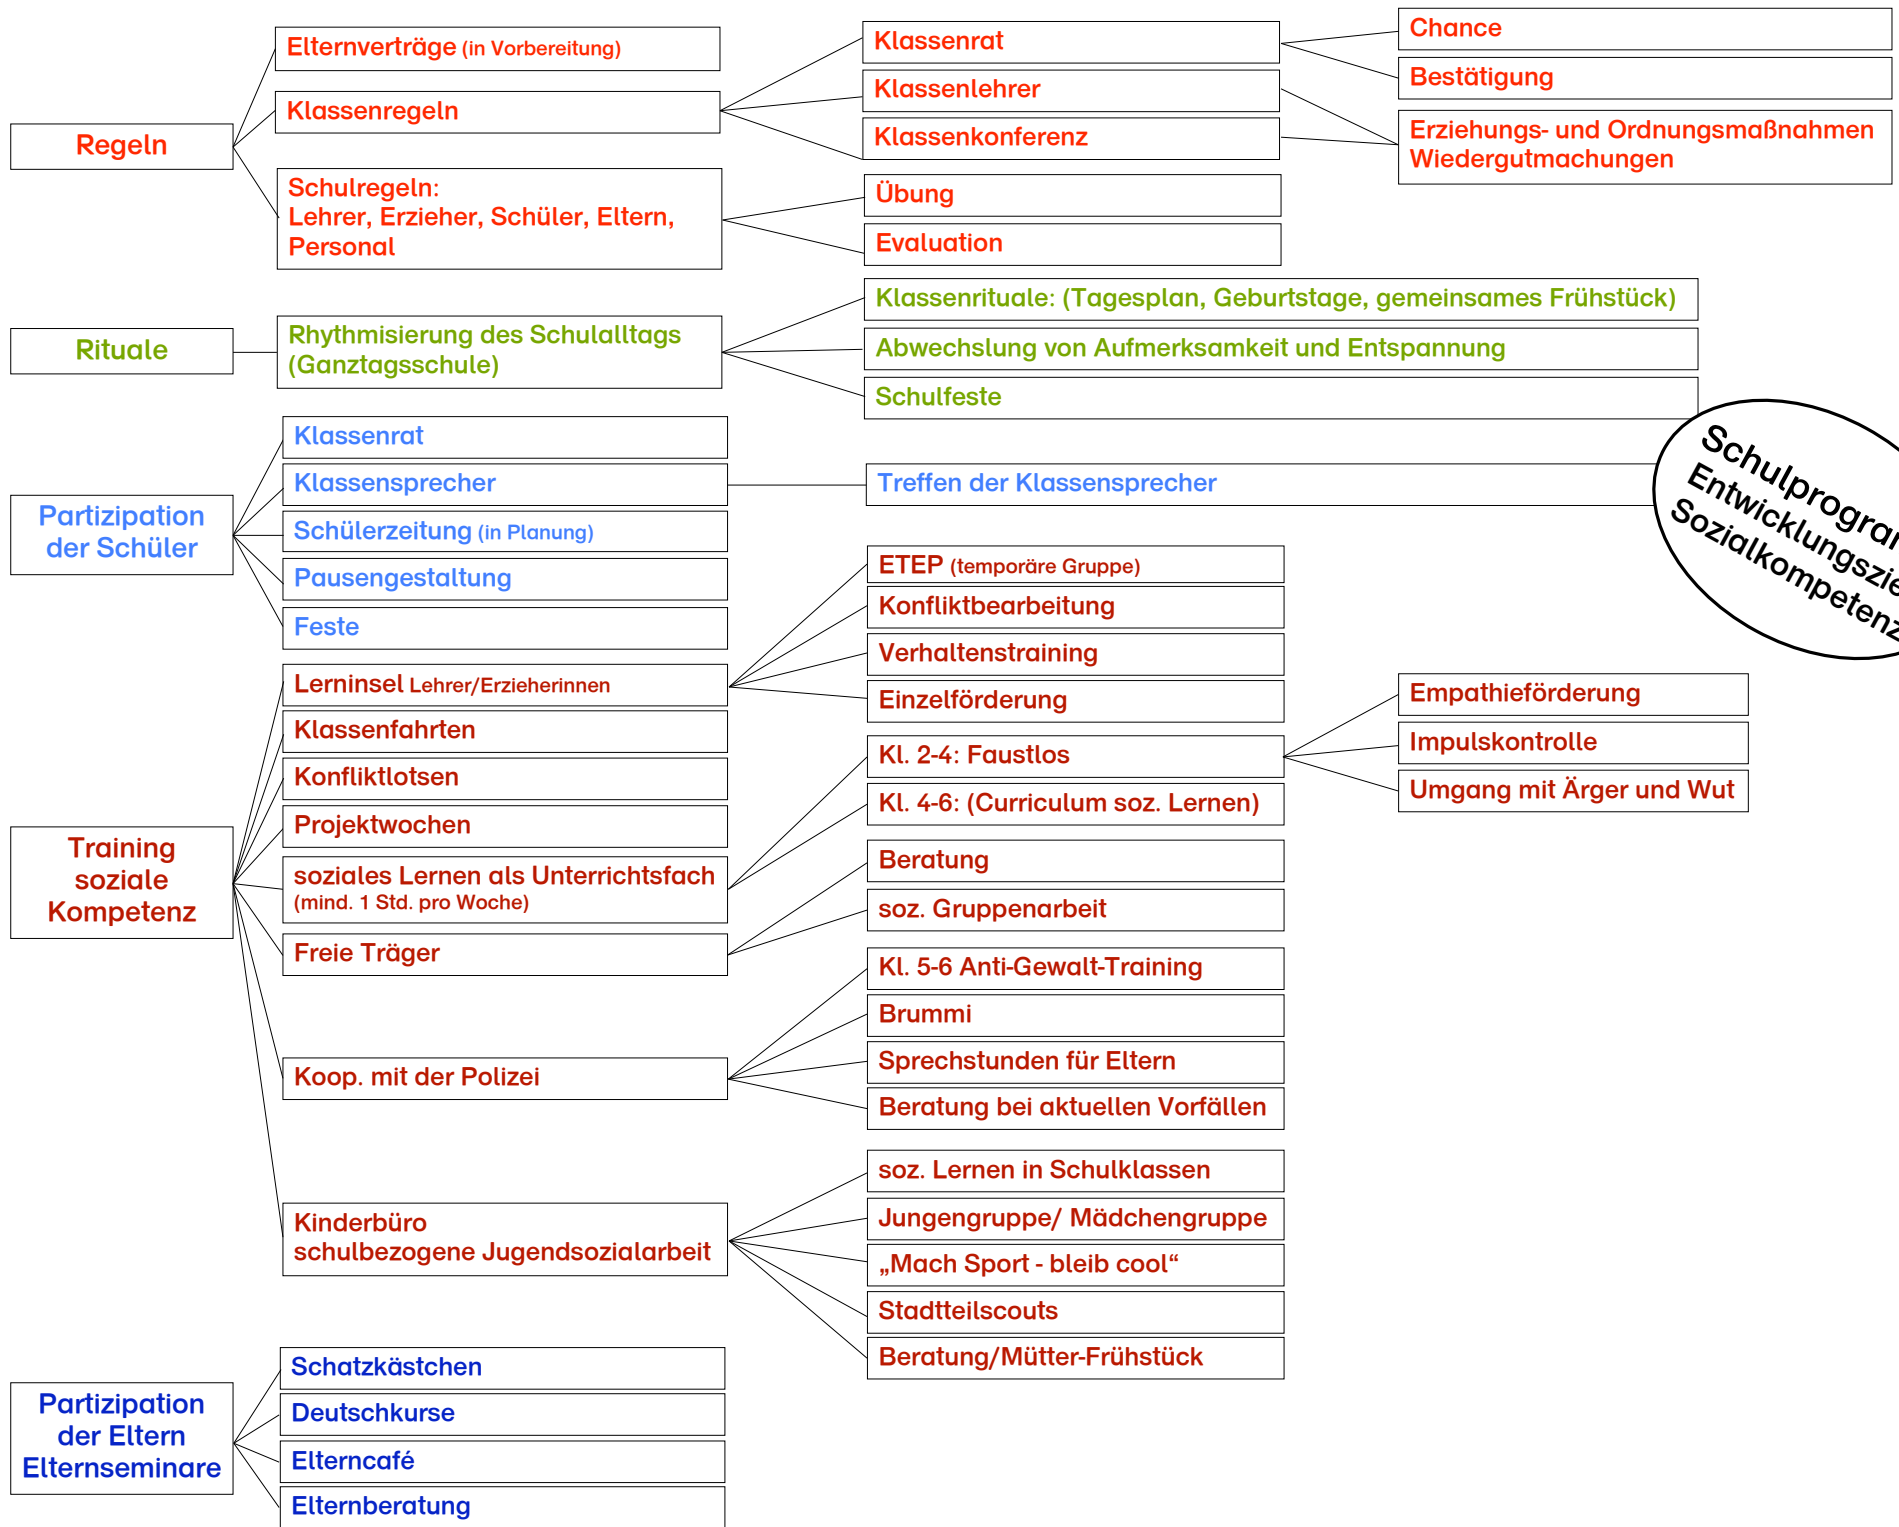 Regeln
Elternverträge (in Vorbereitung)
Klassenregeln
Schulregeln:
Lehrer, Erzieher, Schüler, Eltern,
Personal
Klassenrat
Klassenlehrer
Klassenkonferenz
Übung
Evaluation
Chance
Bestätigung
Erziehungs- und Ordnungsmaßnahmen
Wiedergutmachungen
Rituale
Rhythmisierung des Schulalltags
(Ganztagsschule)
Klassenrituale: (Tagesplan, Geburtstage, gemeinsames Frühstück)
Abwechslung von Aufmerksamkeit und Entspannung
Schulfeste
Partizipation
der Schüler
Klassenrat
Klassensprecher
Schülerzeitung (in Planung)
Pausengestaltung
Feste
Treffen der Klassensprecher
Sozialkompetenz
Training
soziale
Kompetenz
Lerninsel Lehrer/Erzieherinnen
Klassenfahrten
Konfliktlotsen
Projektwochen
soziales Lernen als Unterrichtsfach
(mind. 1 Std. pro Woche)
Freie Träger
Koop. mit der Polizei
Kinderbüro
schulbezogene Jugendsozialarbeit
ETEP (temporäre Gruppe)
Konfliktbearbeitung
Verhaltenstraining
Einzelförderung
Kl. 2-4: Faustlos
Kl. 4-6: (Curriculum soz. Lernen)
Beratung
soz. Gruppenarbeit
Kl. 5-6 Anti-Gewalt-Training
Brummi
Sprechstunden für Eltern
Beratung bei aktuellen Vorfällen
soz. Lernen in Schulklassen
Jungengruppe/ Mädchengruppe
„Mach Sport - bleib cool“
Stadtteilscouts
Beratung/Mütter-Frühstück
Empathieförderung
Impulskontrolle
Umgang mit Ärger und Wut
Partizipation
der Eltern
Elternseminare
Schatzkästchen
Deutschkurse
Elterncafé
Elternberatung